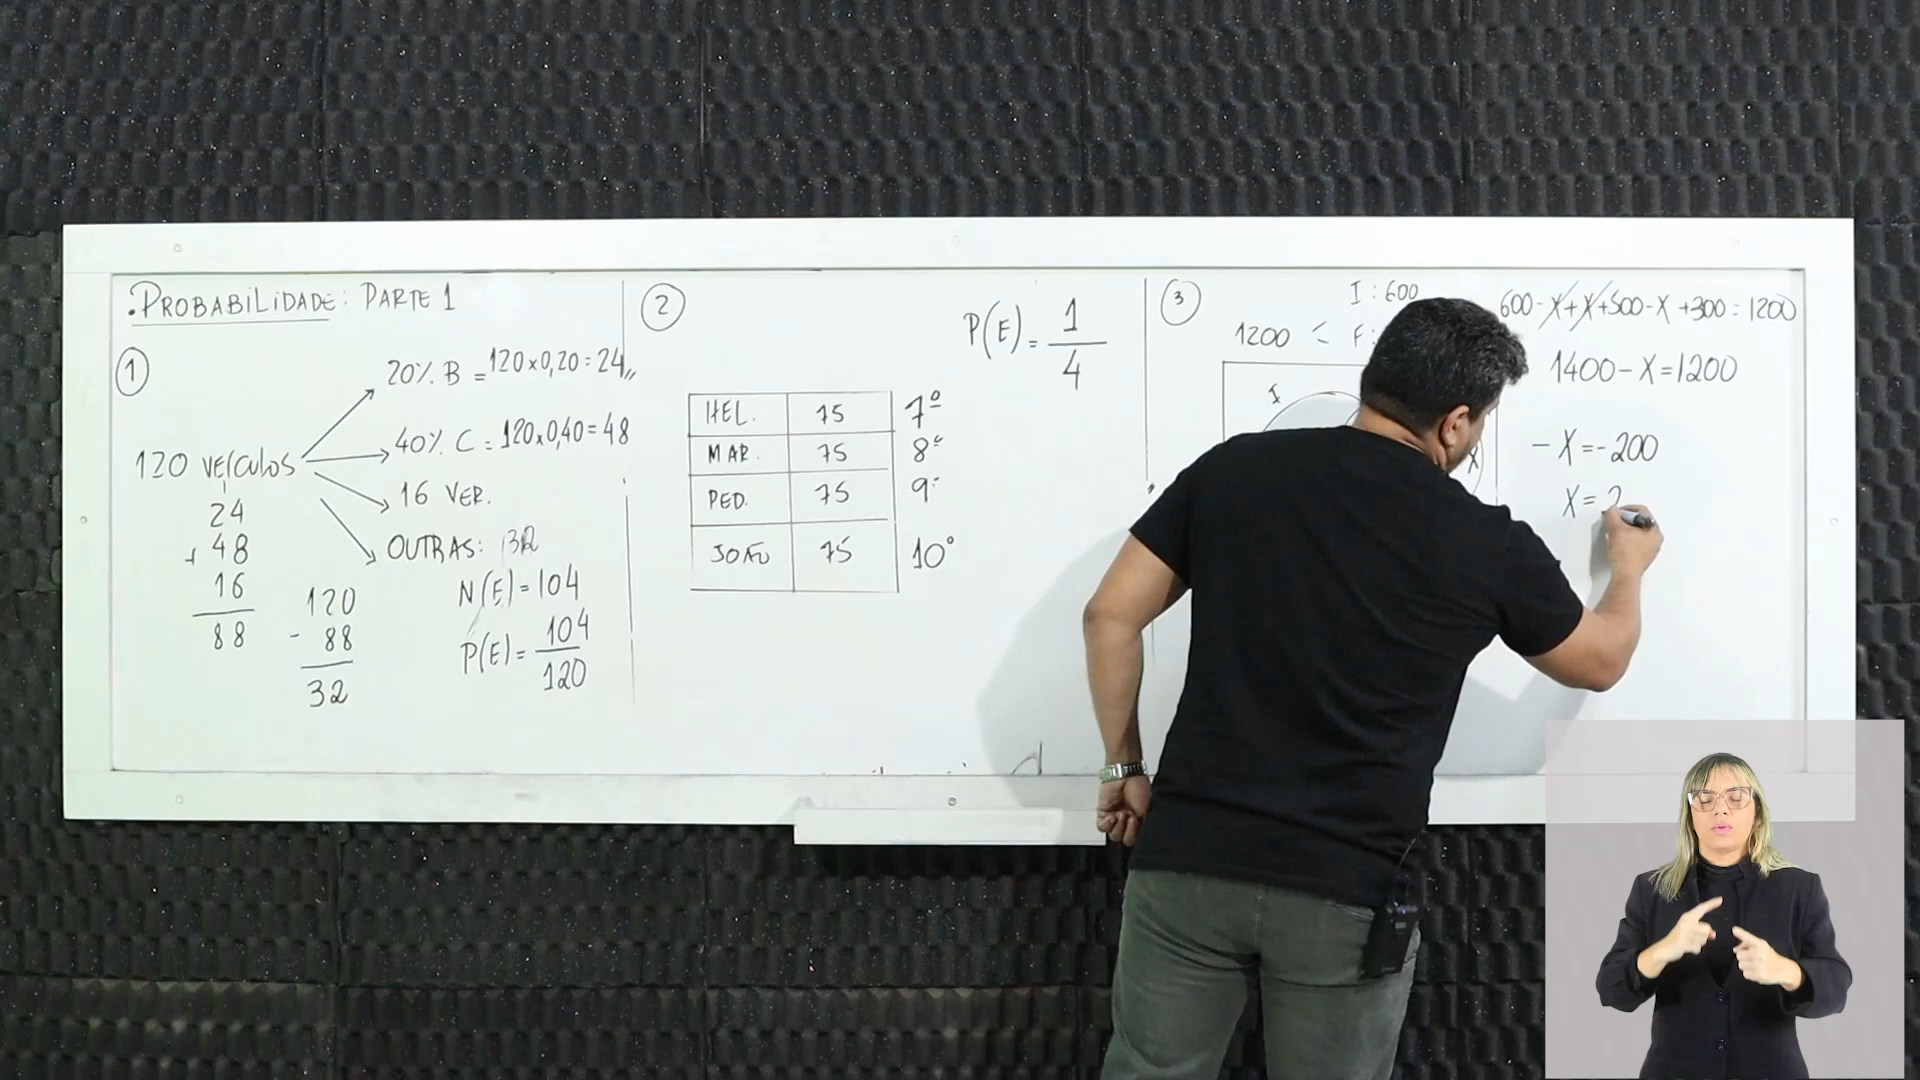 • PROBABILIDADE: PARTE 1
1
20% B = 120 x 0,20 = 24,,
40% C = 120 x 0,40 = 48
120 VEÍCULOS
16 VER.
OUTRAS: 32
24
+ 48
16
88
120
- 88
32
N(E) = 104
P(E) = 104
120
2
P(E) = 1
4
HEL. 75 7º
MAR. 75 8º
PED. 75 9º
JOÃO 75 10º
3
I : 600
1200 < F:
I
X
600 - X + X + 500 - X + 300 = 1200
1400 - X = 1200
- X = - 200
X = 2